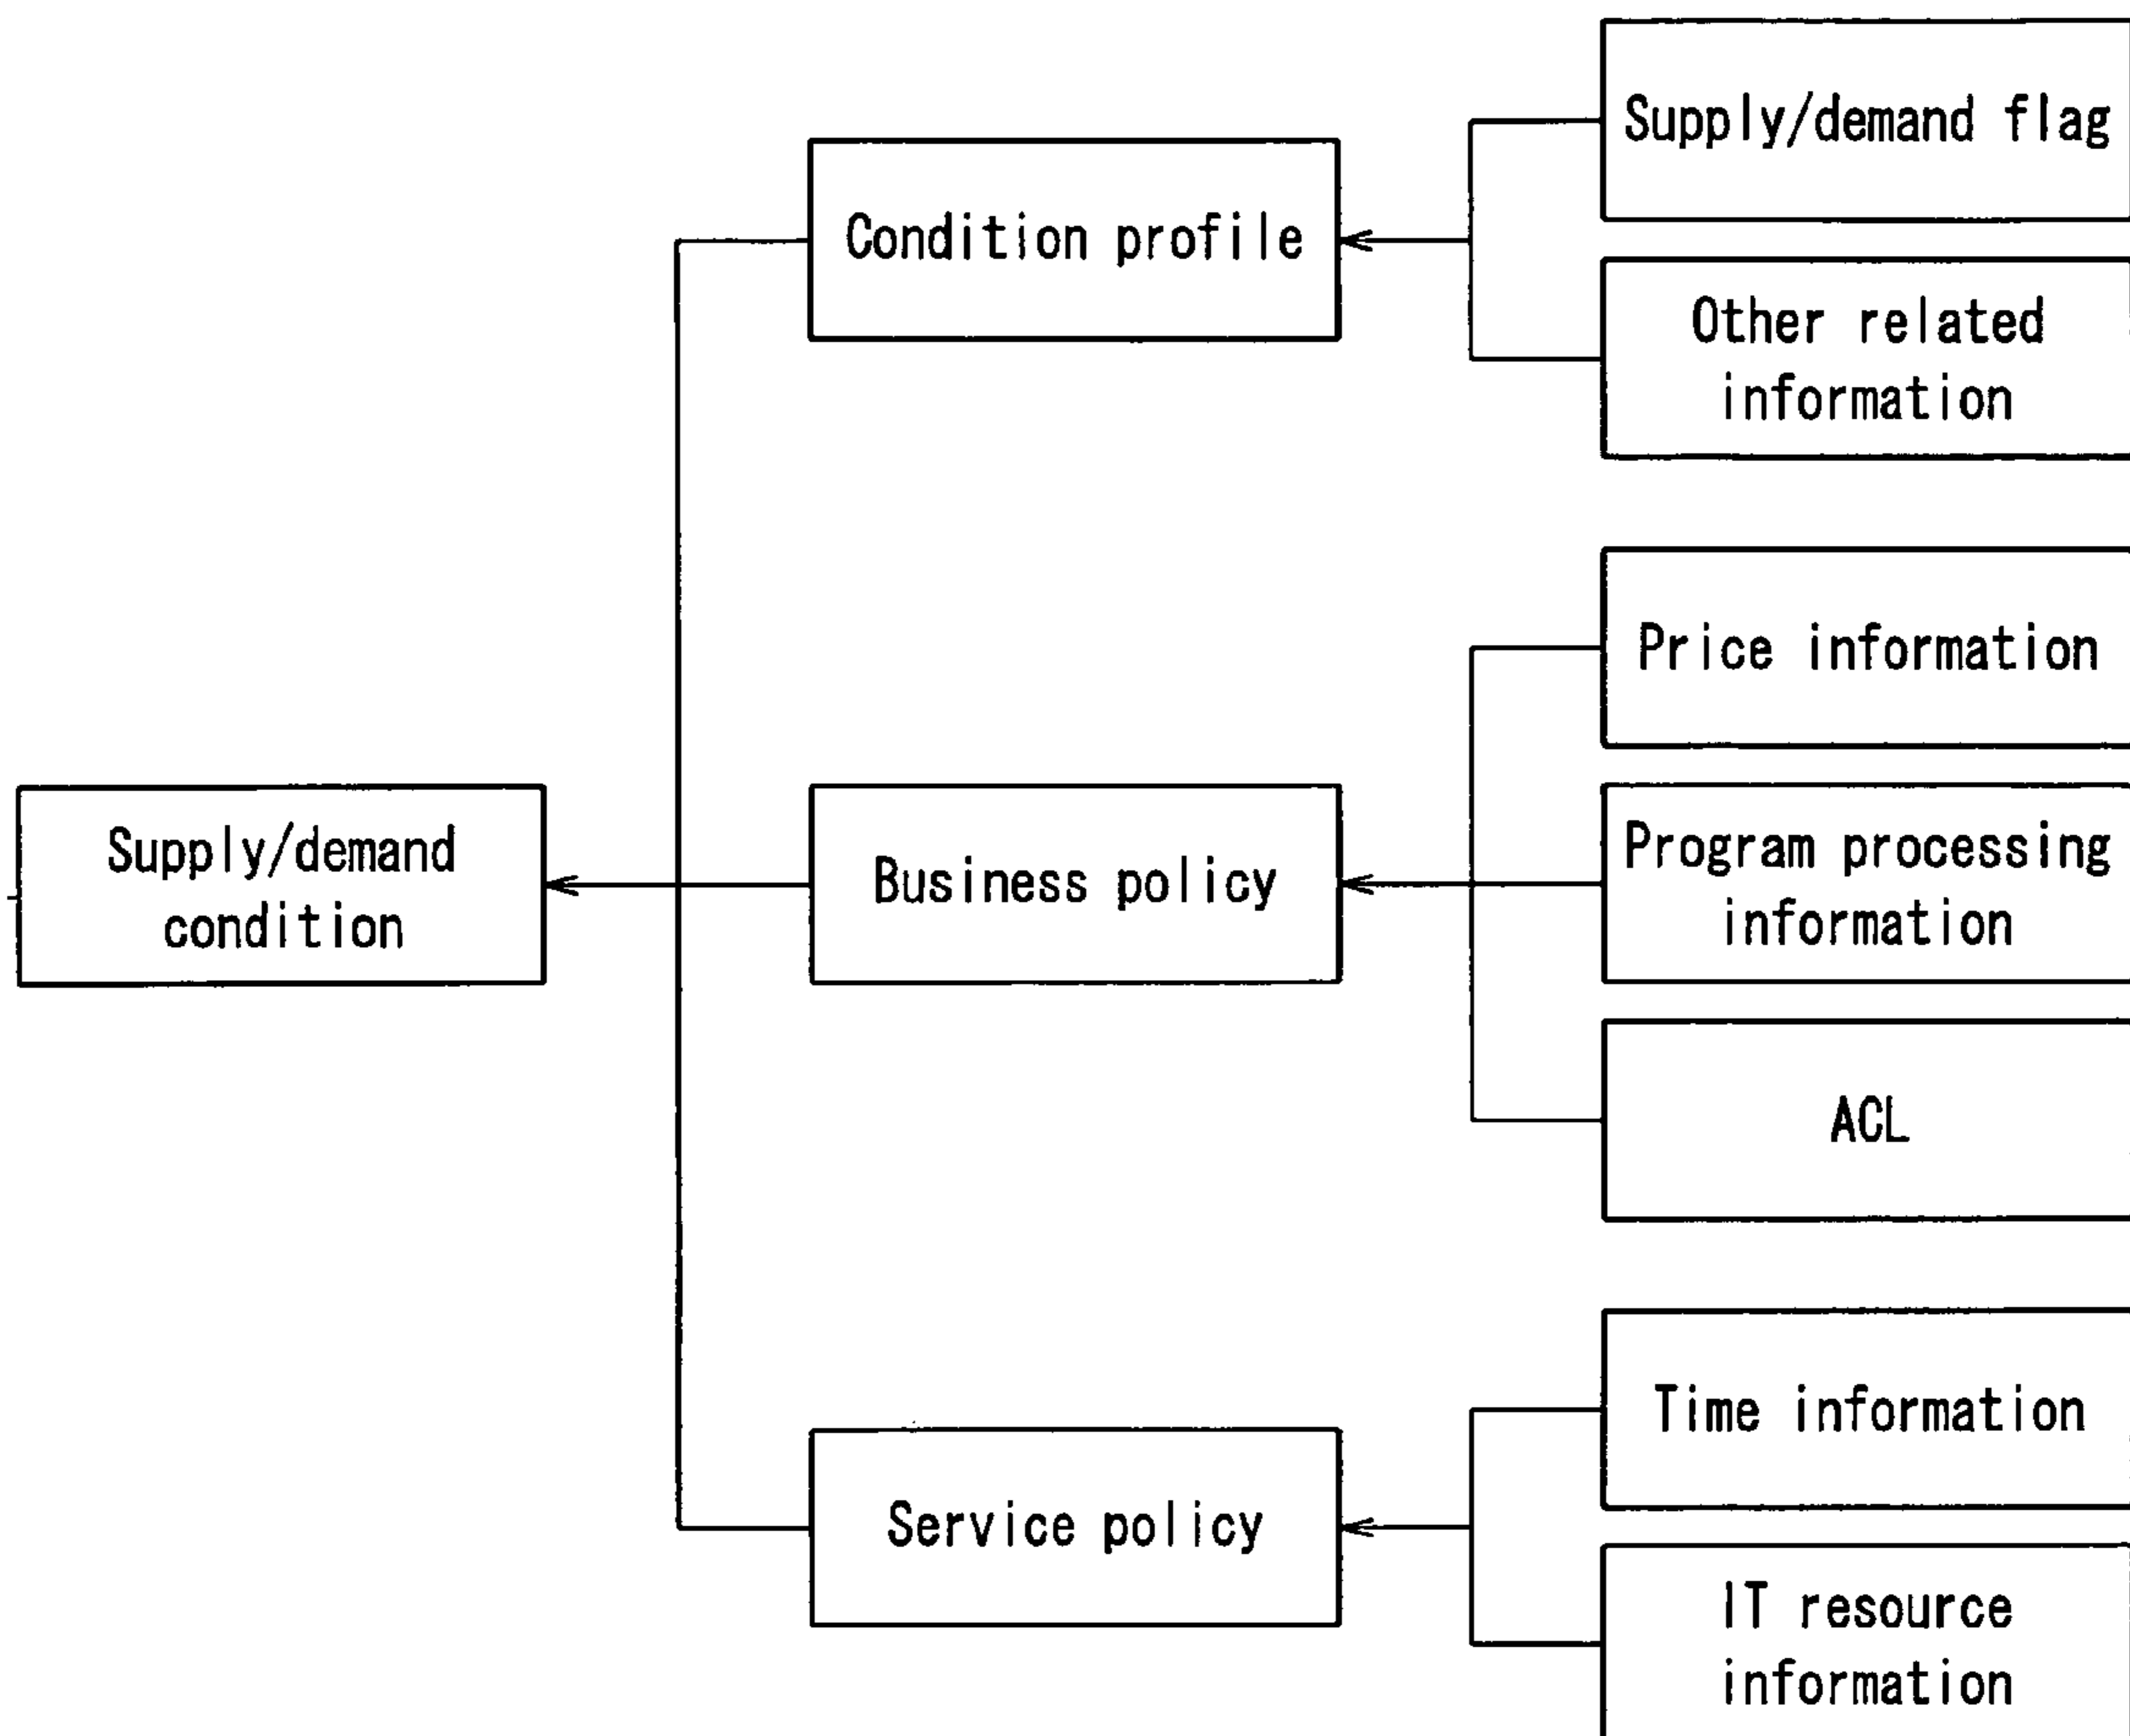 Supply/demand flag
Condition profile
Other related
information
Price information
Supply/demand
condition
Business policy
Program processing
information
ACL
Time information
Service policy
IT resource
information